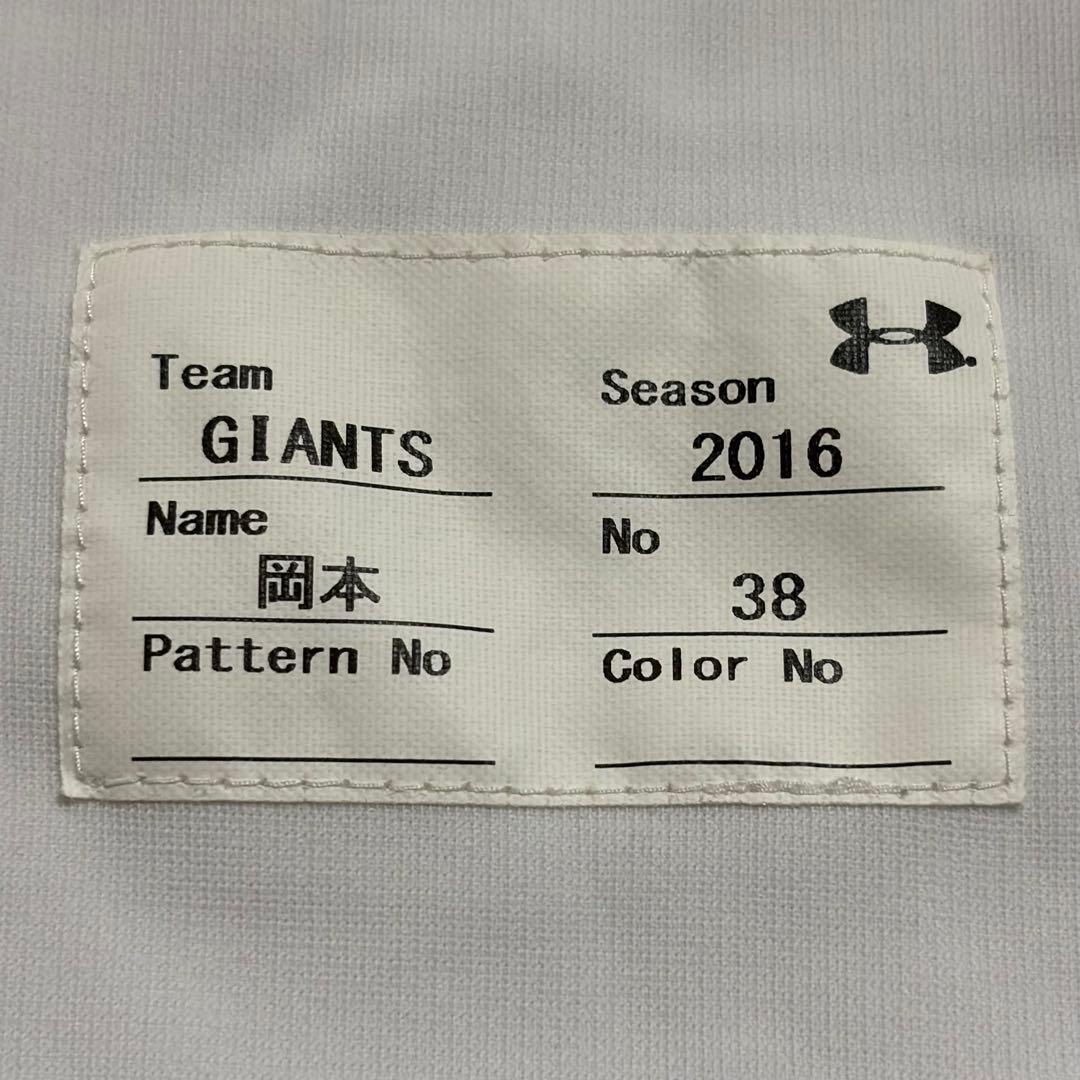 Team
GIANTS
Season
2016
Name
岡本
No
38
Pattern No
Color No